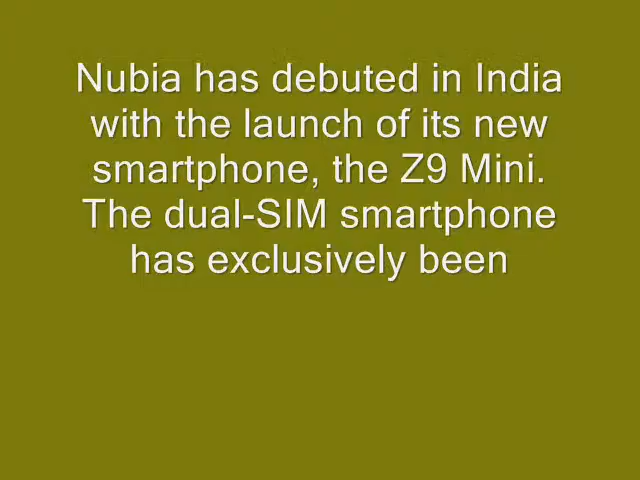 Nubia has debuted in India
with the launch of its new
smartphone, the Z9 Mini.
The dual-SIM smartphone
has exclusively been